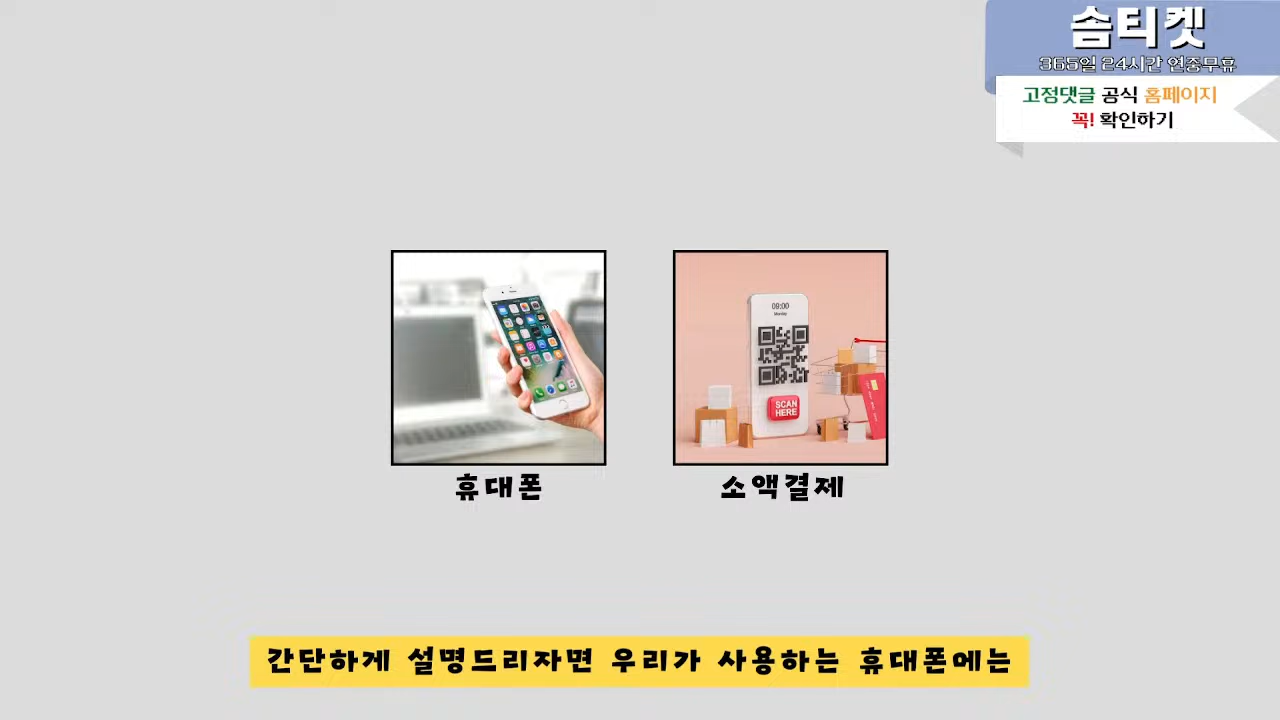 솜티켓
365일 24시간 연중무휴
고정댓글 공식 홈페이지
꼭! 확인하기
09:00
Monday
SCAN
HERE
휴대폰
소액결제
간단하게 설명드리자면 우리가 사용하는 휴대폰에는